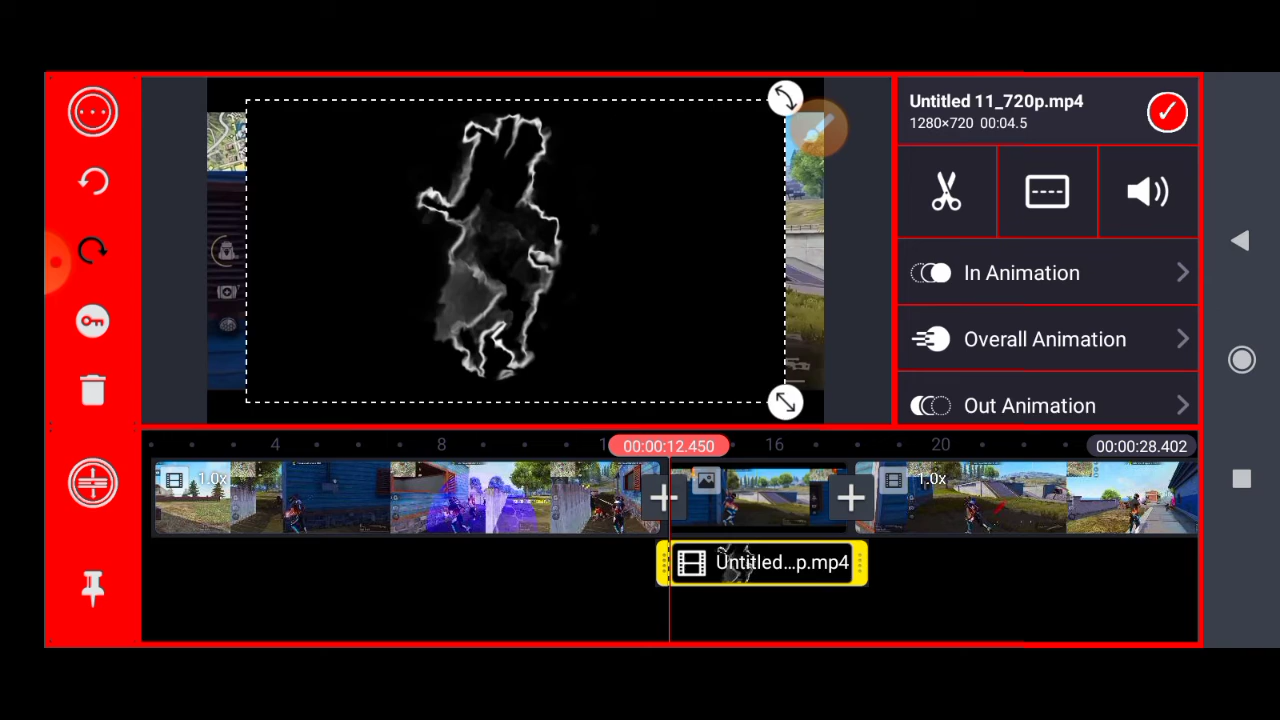 Untitled 11_720p.mp4
1280×720 00:04.5
In Animation
Overall Animation
Out Animation
4
8
1
00:00:12.450
16
20
00:00:28.402
1.0x
1.0x
Untitled...p.mp4